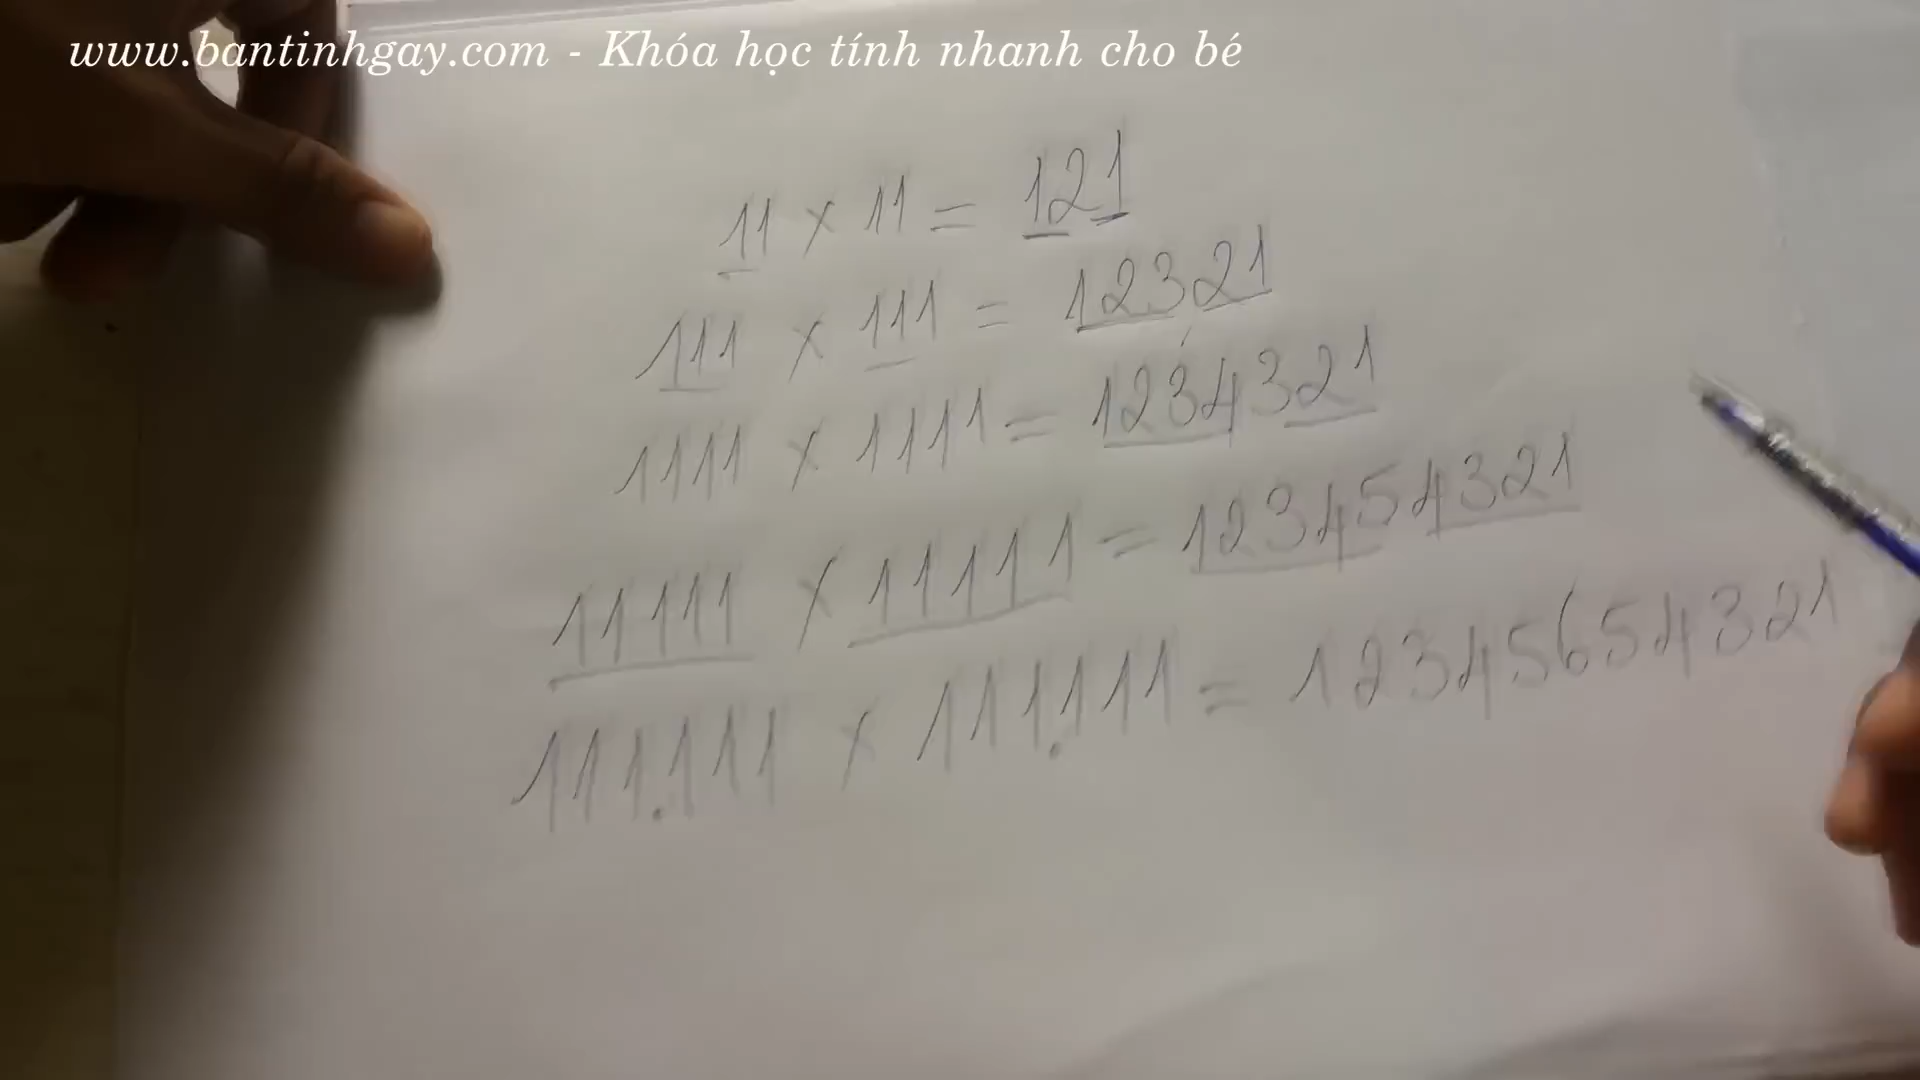 www.bantinhgay.com - Khóa học tính nhanh cho bé
11 × 11 = 121
111 × 111 = 12321
1111 × 1111 = 1234321
11111 × 11111 = 123454321
111.111 × 111.111 = 12345654321